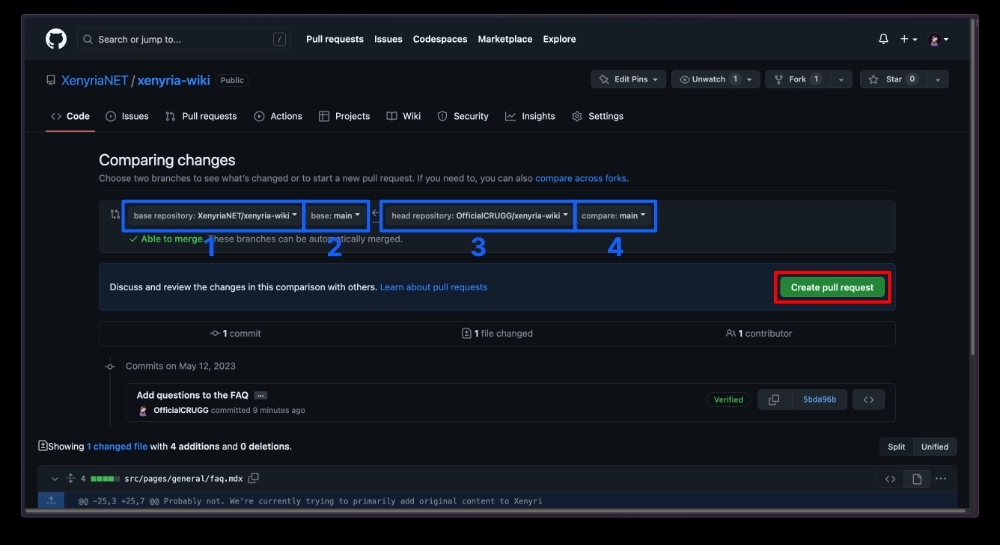 Search or jump to... / Pull requests Issues Codespaces Marketplace Explore
XenyriaNET / xenyria-wiki Public Edit Pins Unwatch 1 Fork 1 Star 0
Code Issues Pull requests Actions Projects Wiki Security Insights Settings
Comparing changes
Choose two branches to see what's changed or to start a new pull request. If you need to, you can also compare across forks.
base repository: XenyriaNET/xenyria-wiki base: main head repository: OfficialCRUGG/xenyria-wiki compare: main
Able to merge. These branches can be automatically merged.
1 2 3 4
Discuss and review the changes in this comparison with others. Learn about pull requests Create pull request
1 commit 1 file changed 1 contributor
Commits on May 12, 2023
Add questions to the FAQ ...
OfficialCRUGG committed 9 minutes ago Verified 5bda96b
Showing 1 changed file with 4 additions and 0 deletions. Split Unified
4 src/pages/general/faq.mdx
@@ -25,3 +25,7 @@ Probably not. We're currently trying to primarily add original content to Xenyri